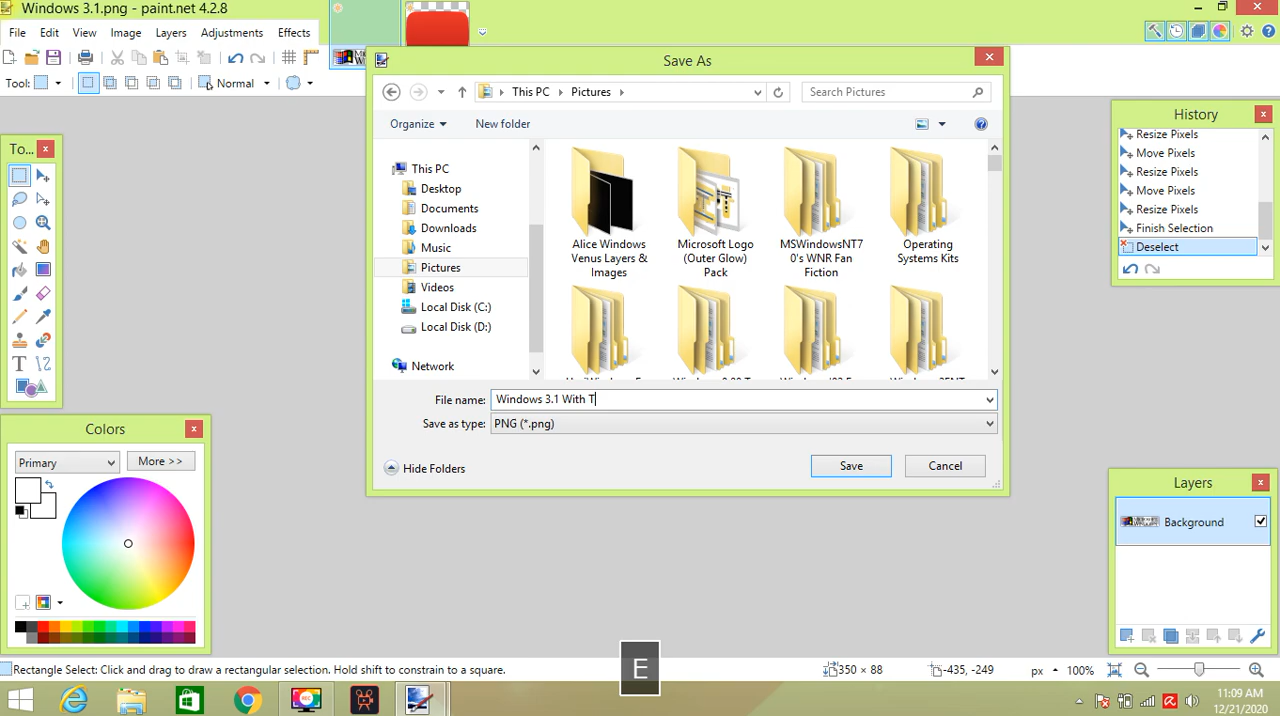 Windows 3.1.png - paint.net 4.2.8
File Edit View Image Layers Adjustments Effects
Tool: Normal
Save As
This PC Pictures
Search Pictures
Organize New folder
This PC
Desktop
Documents
Downloads
Music
Pictures
Videos
Local Disk (C:)
Local Disk (D:)
Network
Alice Windows
Venus Layers &
Images
Microsoft Logo
(Outer Glow)
Pack
MSWindowsNT7
0's WNR Fan
Fiction
Operating
Systems Kits
File name: Windows 3.1 With T
Save as type: PNG (*.png)
Hide Folders
Save Cancel
To...
T
History
Resize Pixels
Move Pixels
Resize Pixels
Move Pixels
Resize Pixels
Finish Selection
Deselect
Colors
Primary More >>
Layers
Background
E
Rectangle Select: Click and drag to draw a rectangular selection. Hold shift to constrain to a square.
350 × 88 -435, -249 px 100%
REC
11:09 AM
12/21/2020